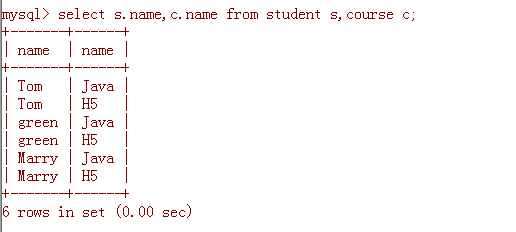 mysql> select s.name,c.name from student s,course c;
+-------+------+
| name  | name |
+-------+------+
| Tom   | Java |
| Tom   | H5   |
| green | Java |
| green | H5   |
| Marry | Java |
| Marry | H5   |
+-------+------+
6 rows in set (0.00 sec)